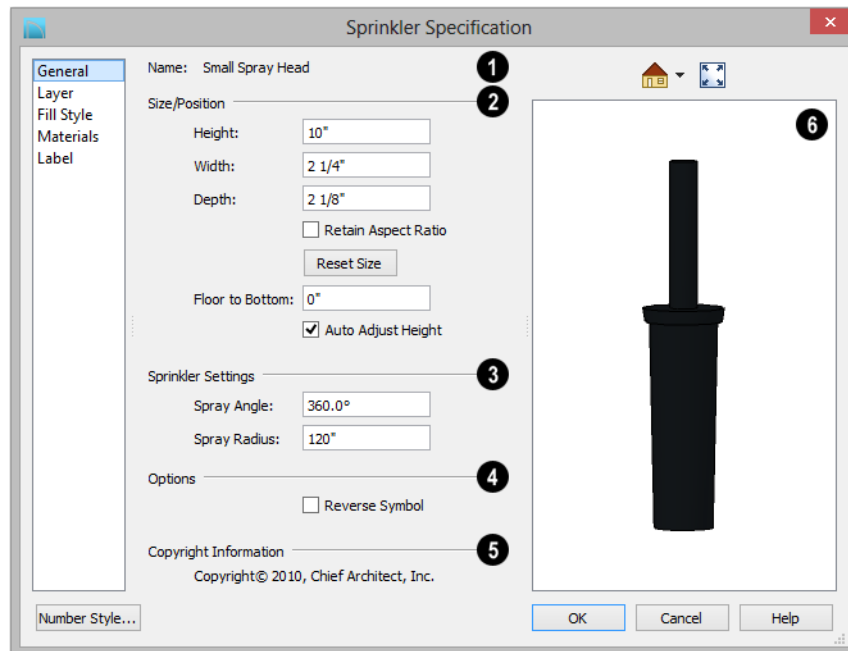 Sprinkler Specification
×
General
Layer
Fill Style
Materials
Label
Name: Small Spray Head
1
Size/Position
2
Height: 10"
Width: 2 1/4"
Depth: 2 1/8"
Retain Aspect Ratio
Reset Size
Floor to Bottom: 0"
Auto Adjust Height
Sprinkler Settings
3
Spray Angle: 360.0°
Spray Radius: 120"
Options
4
Reverse Symbol
Copyright Information
5
Copyright© 2010, Chief Architect, Inc.
6
Number Style...
OK
Cancel
Help